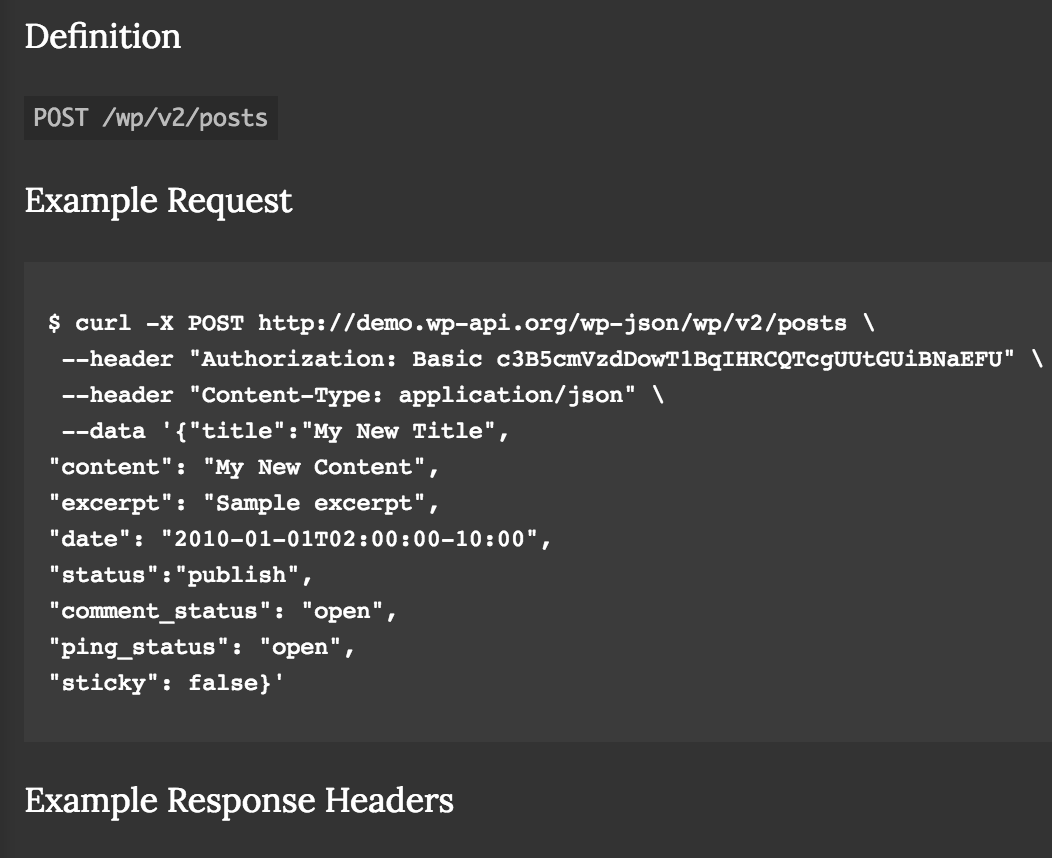 Definition
POST /wp/v2/posts
Example Request
$ curl -X POST http://demo.wp-api.org/wp-json/wp/v2/posts \
--header "Authorization: Basic c3B5cmVzdDowT1BqIHRCQTcgUUtGUiBNaEFU" \
--header "Content-Type: application/json" \
--data '{"title":"My New Title",
"content": "My New Content",
"excerpt": "Sample excerpt",
"date": "2010-01-01T02:00:00-10:00",
"status":"publish",
"comment_status": "open",
"ping_status": "open",
"sticky": false}'
Example Response Headers